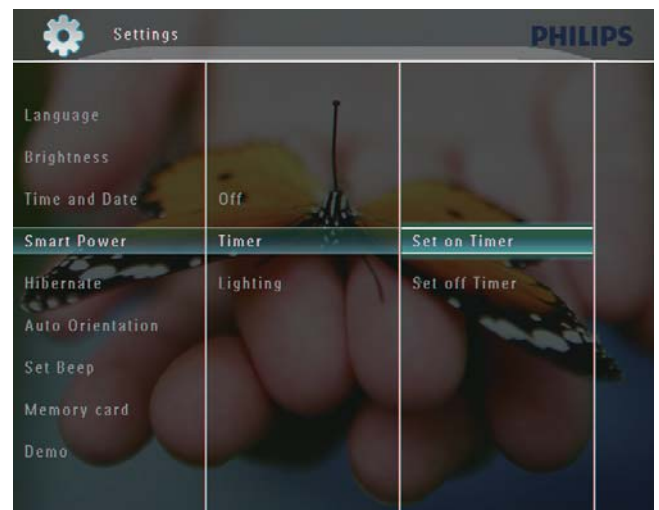 Settings
PHILIPS
Language
Brightness
Time and Date
Smart Power
Hibernate
Auto Orientation
Set Beep
Memory card
Demo
Off
Timer
Lighting
Set on Timer
Set off Timer